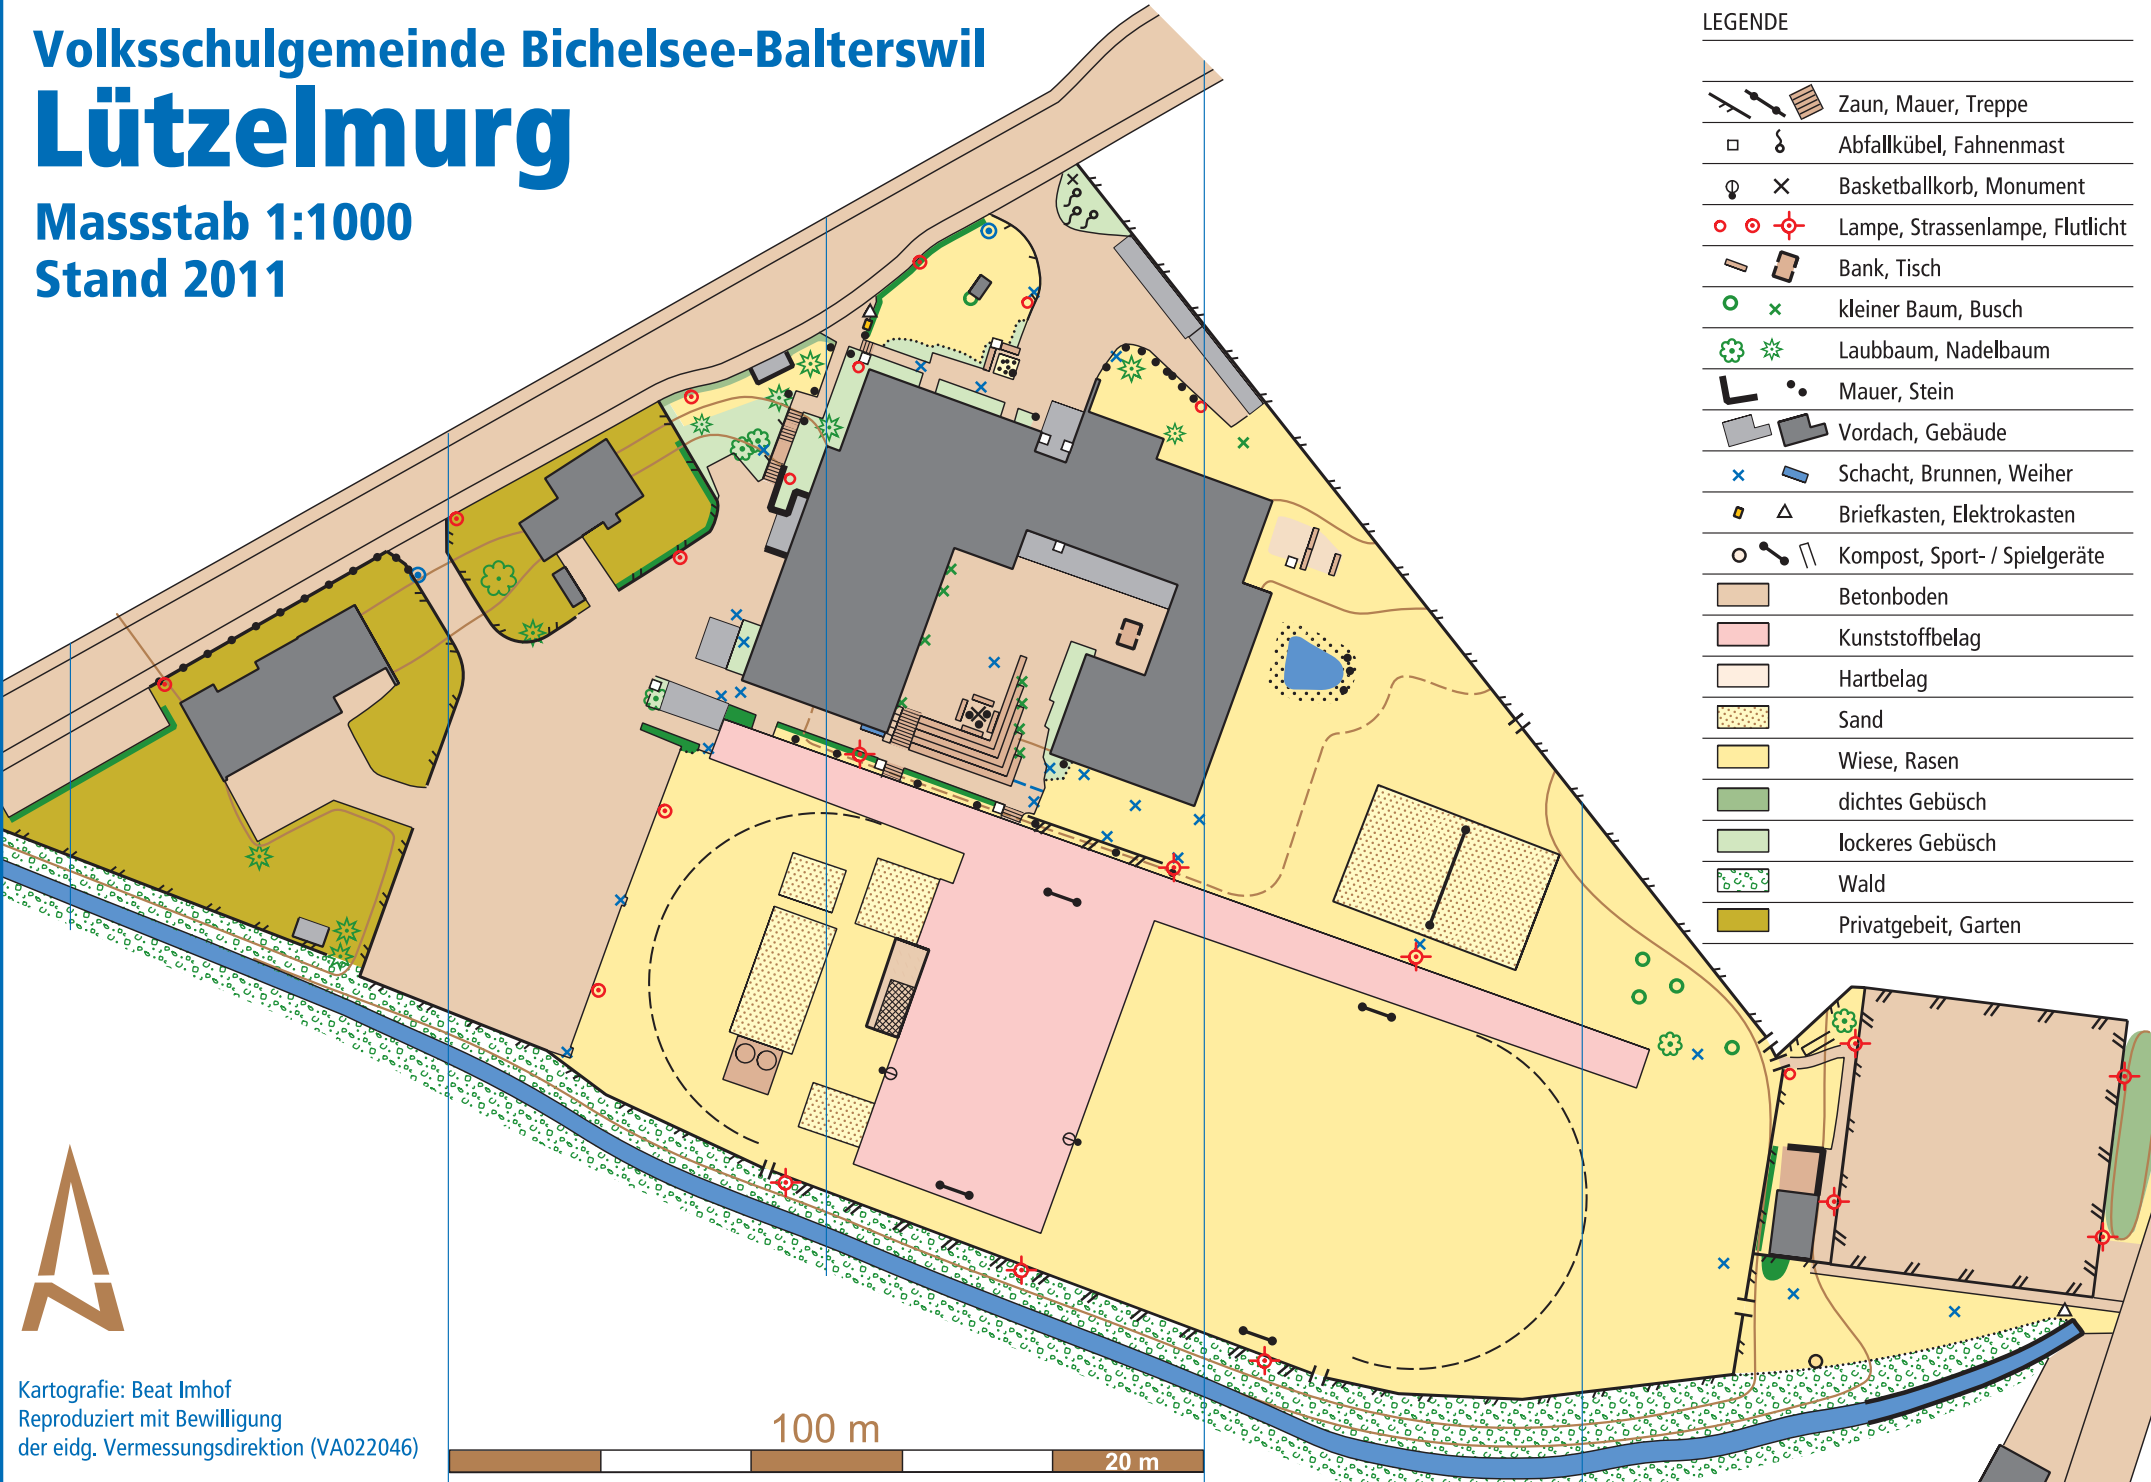 Volksschulgemeinde Bichelsee-Balterswil
Lützelmurg
Massstab 1:1000
Stand 2011
LEGENDE
Zaun, Mauer, Treppe
Abfallkübel, Fahnenmast
Basketballkorb, Monument
Lampe, Strassenlampe, Flutlicht
Bank, Tisch
kleiner Baum, Busch
Laubbaum, Nadelbaum
Mauer, Stein
Vordach, Gebäude
Schacht, Brunnen, Weiher
Briefkasten, Elektrokasten
Kompost, Sport- / Spielgeräte
Betonboden
Kunststoffbelag
Hartbelag
Sand
Wiese, Rasen
dichtes Gebüsch
lockeres Gebüsch
Wald
Privatgebeit, Garten
Kartografie: Beat Imhof
Reproduziert mit Bewilligung
der eidg. Vermessungsdirektion (VA022046)
100 m
20 m